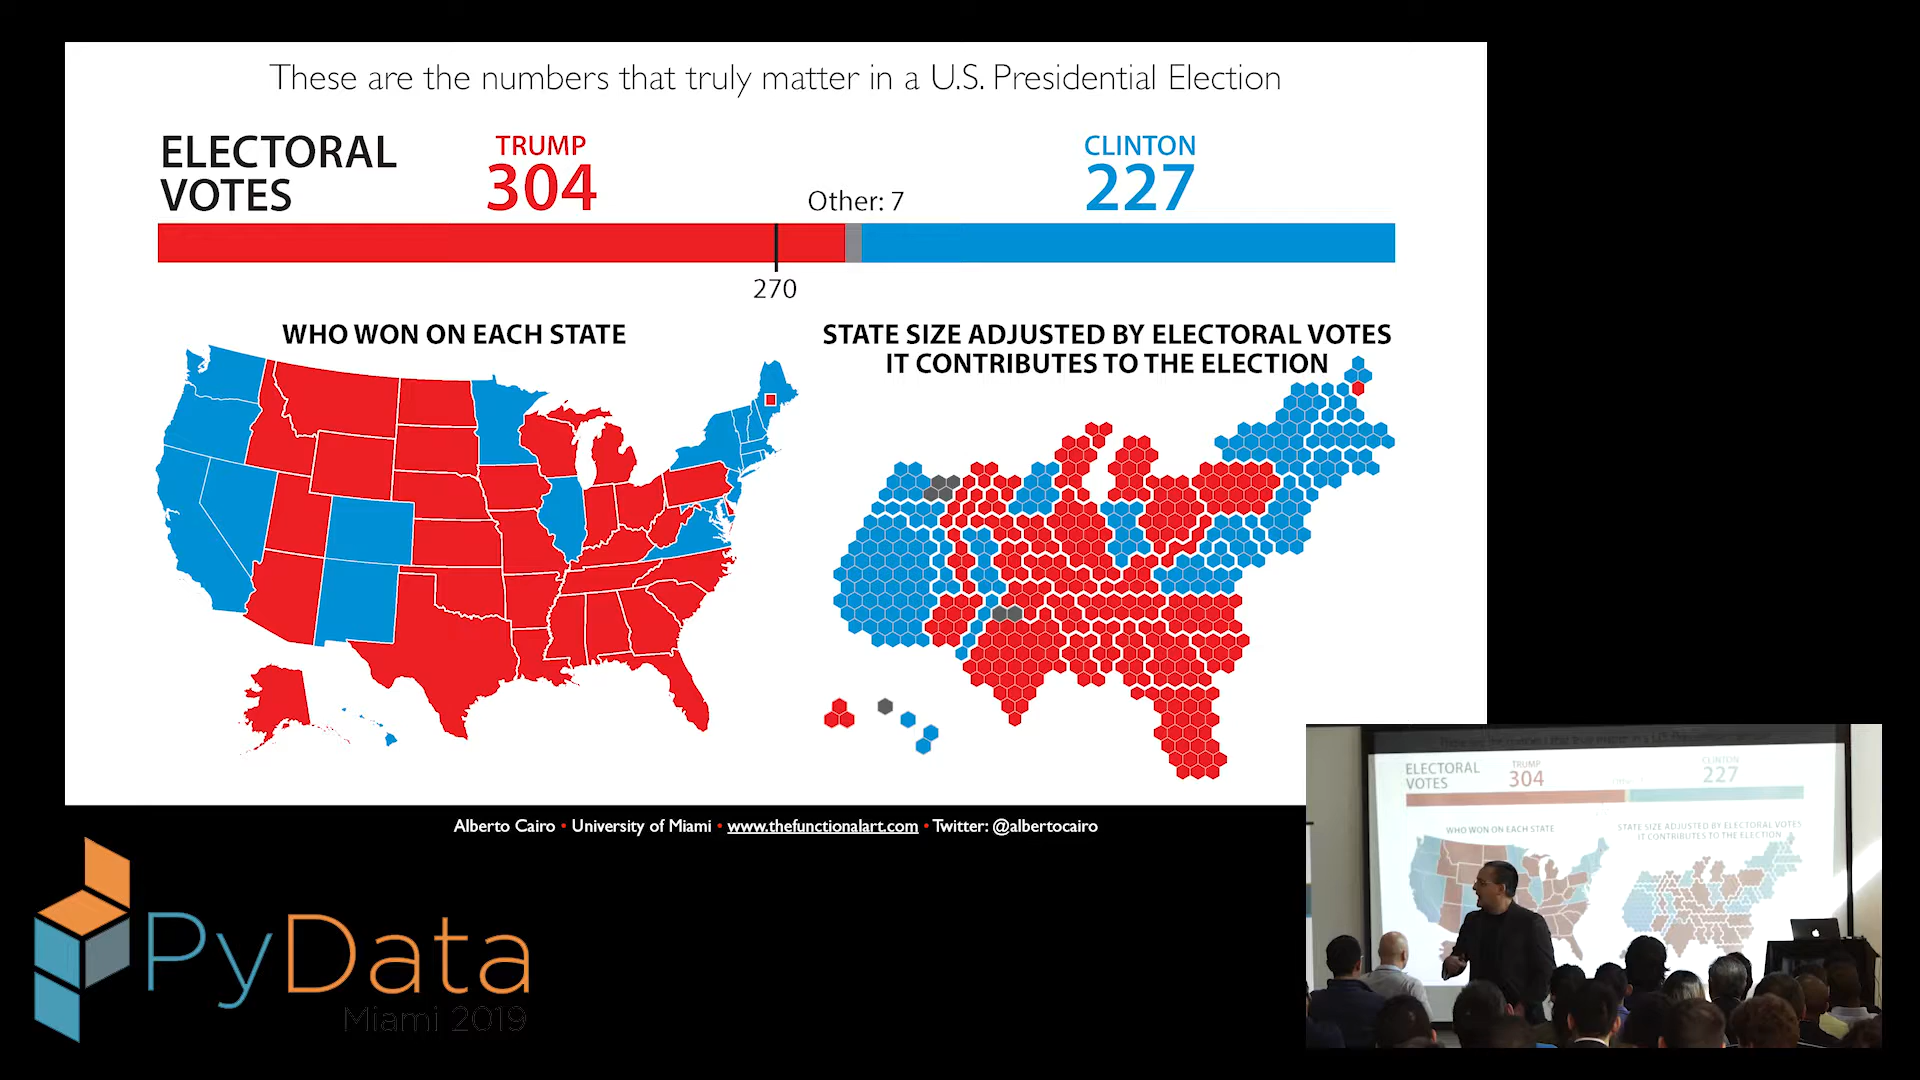 These are the numbers that truly matter in a U.S. Presidential Election
ELECTORAL
VOTES
TRUMP
304
Other: 7
CLINTON
227
270
WHO WON ON EACH STATE
STATE SIZE ADJUSTED BY ELECTORAL VOTES
IT CONTRIBUTES TO THE ELECTION
Alberto Cairo • University of Miami • www.thefunctionalart.com • Twitter: @albertocairo
PyData
Miami 2019
ELECTORAL
VOTES
TRUMP
304
CLINTON
227
WHO WON ON EACH STATE
STATE SIZE ADJUSTED BY ELECTORAL VOTES
IT CONTRIBUTES TO THE ELECTION